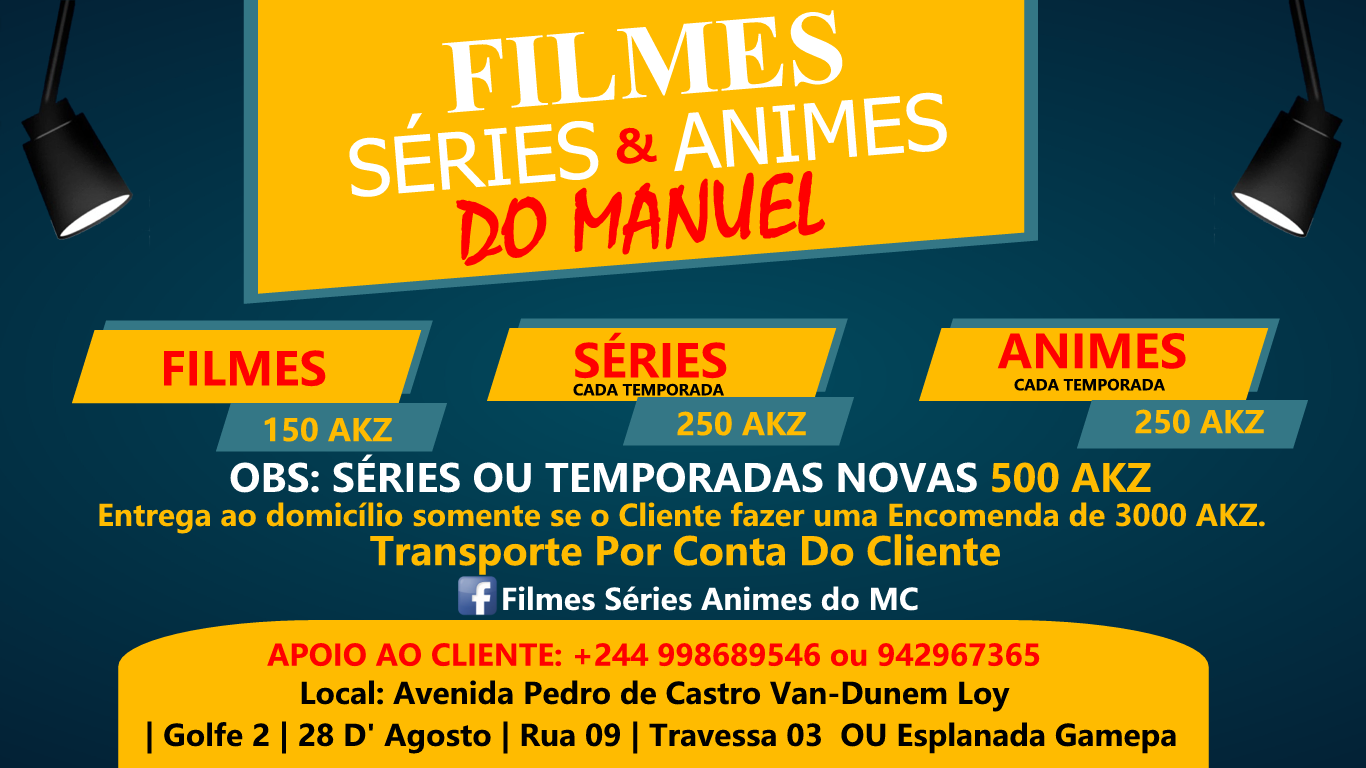 FILMES
SÉRIES & ANIMES
DO MANUEL
FILMES
150 AKZ
SÉRIES
CADA TEMPORADA
250 AKZ
ANIMES
CADA TEMPORADA
250 AKZ
OBS: SÉRIES OU TEMPORADAS NOVAS 500 AKZ
Entrega ao domicílio somente se o Cliente fazer uma Encomenda de 3000 AKZ.
Transporte Por Conta Do Cliente
f Filmes Séries Animes do MC
APOIO AO CLIENTE: +244 998689546 ou 942967365
Local: Avenida Pedro de Castro Van-Dunem Loy
| Golfe 2 | 28 D' Agosto | Rua 09 | Travessa 03 OU Esplanada Gamepa